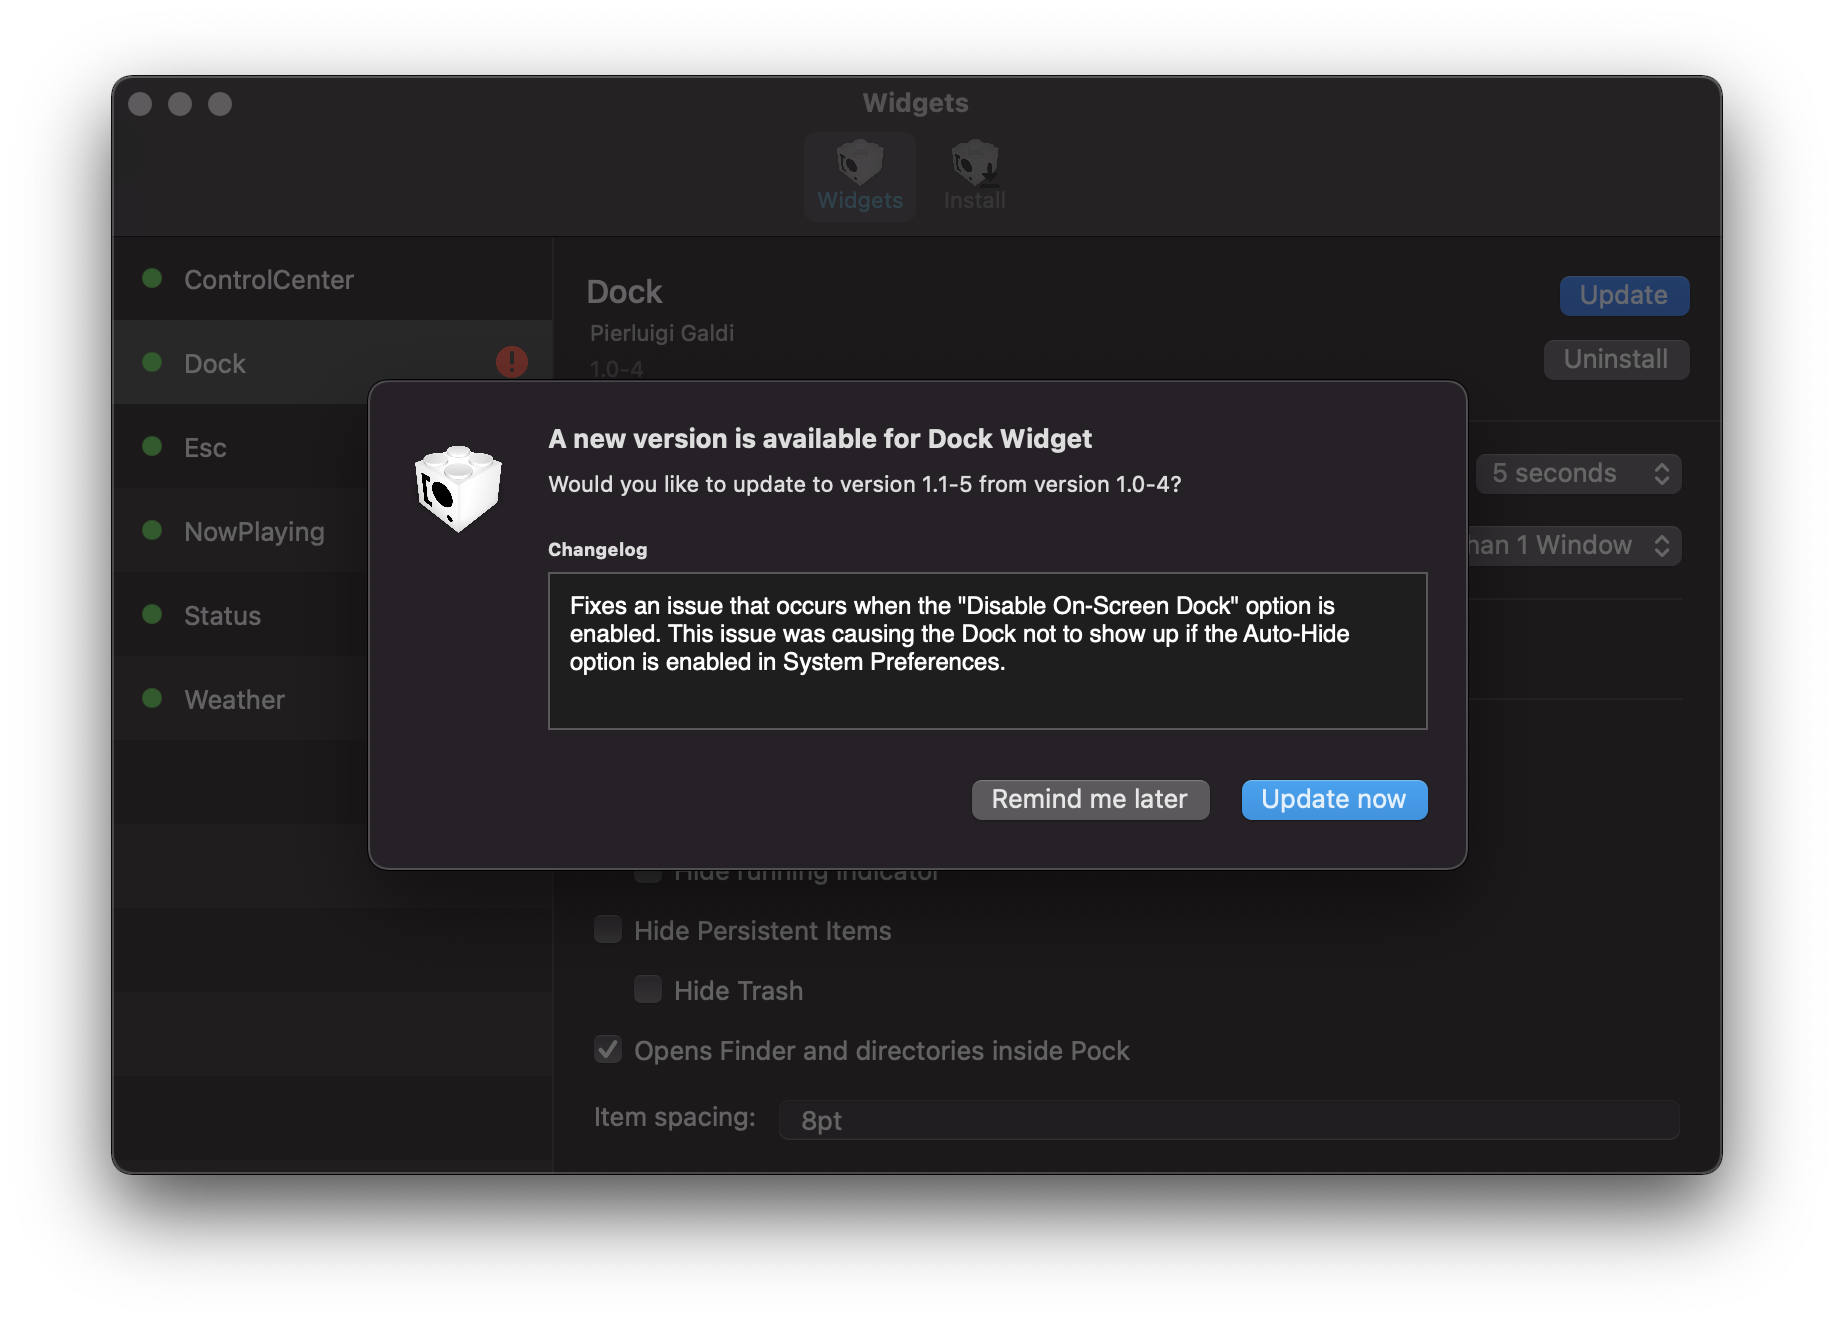 Widgets
Widgets
Install
ControlCenter
Dock
Esc
NowPlaying
Status
Weather
Dock
Pierluigi Galdi
1.0-4
Update
Uninstall
5 seconds
han 1 Window
A new version is available for Dock Widget
Would you like to update to version 1.1-5 from version 1.0-4?
Changelog
Fixes an issue that occurs when the "Disable On-Screen Dock" option is
enabled. This issue was causing the Dock not to show up if the Auto-Hide
option is enabled in System Preferences.
Remind me later
Update now
Hide running indicator
Hide Persistent Items
Hide Trash
Opens Finder and directories inside Pock
Item spacing:
8pt